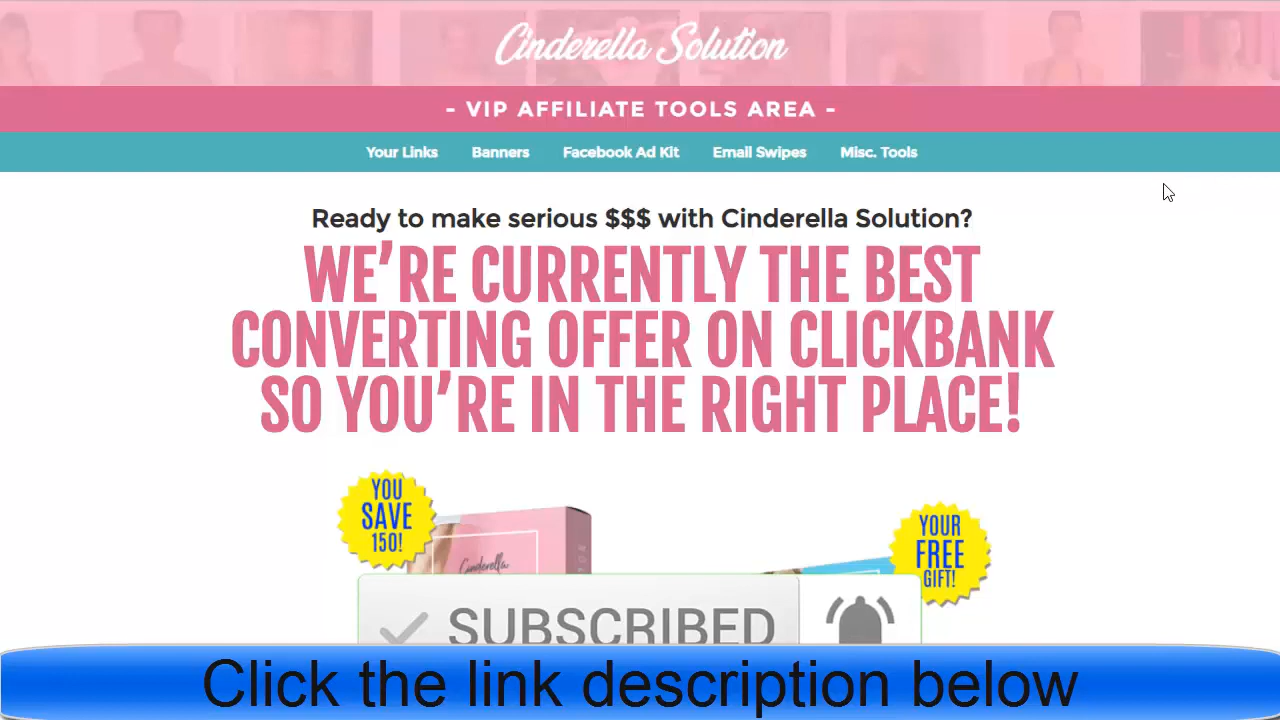 Cinderella Solution
- VIP AFFILIATE TOOLS AREA -
Your Links Banners Facebook Ad Kit Email Swipes Misc. Tools
Ready to make serious $$$ with Cinderella Solution?
WE'RE CURRENTLY THE BEST
CONVERTING OFFER ON CLICKBANK
SO YOU'RE IN THE RIGHT PLACE!
YOU
SAVE
150!
YOUR
FREE
GIFT!
Cinderella
SUBSCRIBED
Click the link description below